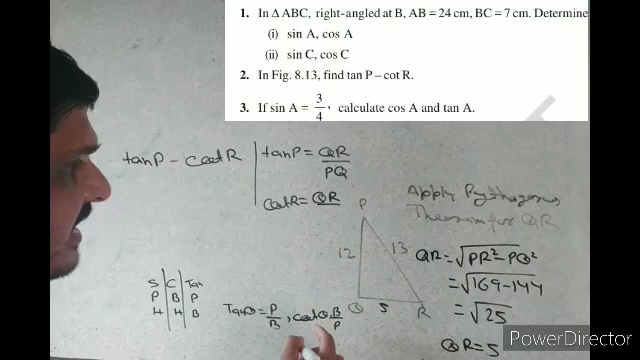 1. In Δ ABC, right-angled at B, AB = 24 cm, BC = 7 cm. Determine
(i) sin A, cos A
(ii) sin C, cos C
2. In Fig. 8.13, find tan P – cot R.
3. If sin A = 3/4, calculate cos A and tan A.
tanP - cotR
tanP = QR/PQ
cotR = QR
P
12
13
Q
5
R
Apply Pythagoras
Theorem for QR
QR = √PR²-PQ²
= √169-144
= √25
QR = 5
S C Tan
P B P
H H B
Tanθ = P/B, cotθ B/P
PowerDirector